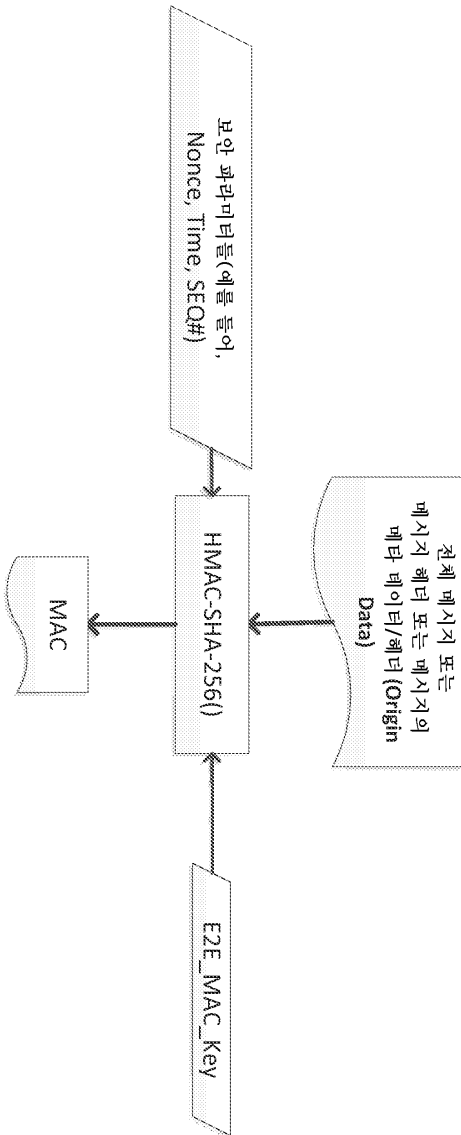 전체 메시지 또는
메시지 헤더 또는 메시지의
메타 데이터/헤더 (Origin
Data)
보안 파라미터들(예를 들어,
Nonce, Time, SEQ#)
HMAC-SHA-256()
E2E_MAC_Key
MAC